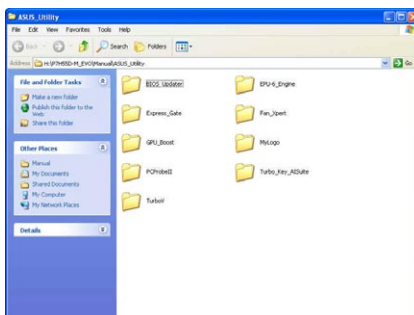 ASUS_Utility
File Edit View Favorites Tools Help
Back Search Folders
Address H:\P7H55D-M_EVO\Manual\ASUS_Utility Go
File and Folder Tasks
Make a new folder
Publish this folder to the Web
Share this folder
Other Places
Manual
My Documents
Shared Documents
My Computer
My Network Places
Details
BIOS_Updater EPU-6_Engine
Express_Gate Fan_Xpert
GPU_Boost MyLogo
PCProbeII Turbo_Key_AISuite
TurboV